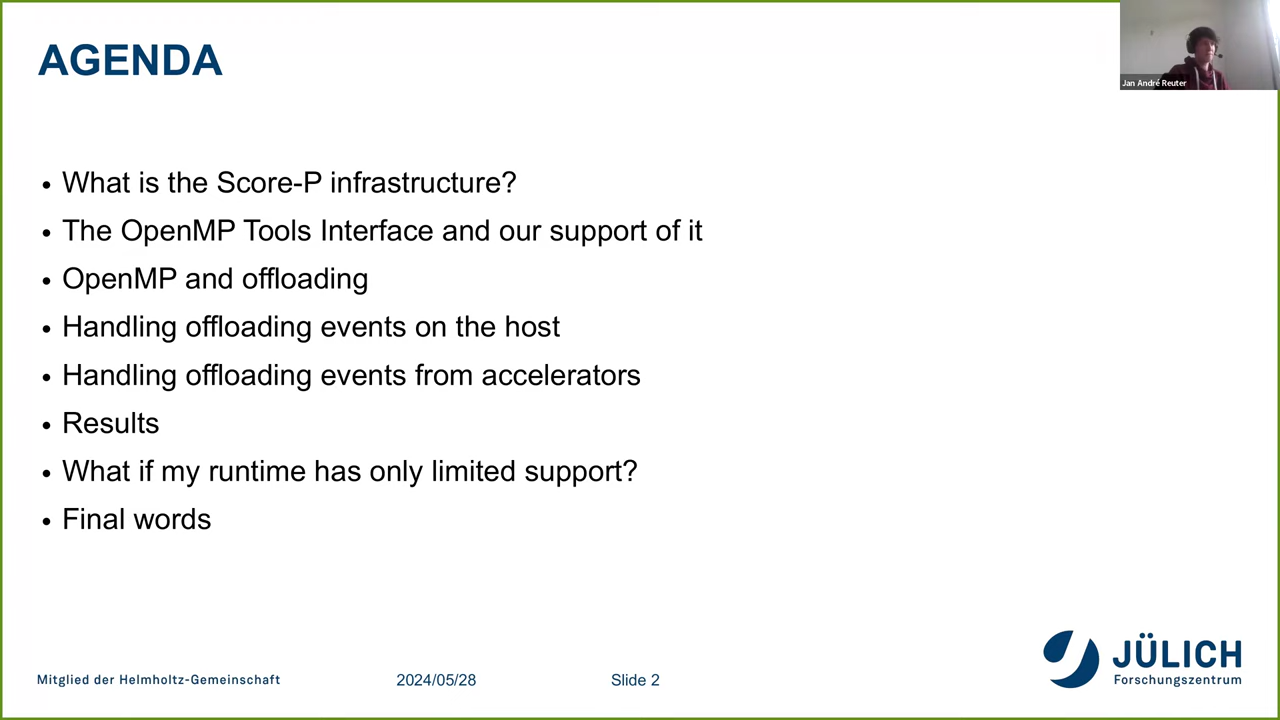 AGENDA
Jan André Reuter
• What is the Score-P infrastructure?
• The OpenMP Tools Interface and our support of it
• OpenMP and offloading
• Handling offloading events on the host
• Handling offloading events from accelerators
• Results
• What if my runtime has only limited support?
• Final words
Mitglied der Helmholtz-Gemeinschaft
2024/05/28
Slide 2
JÜLICH
Forschungszentrum